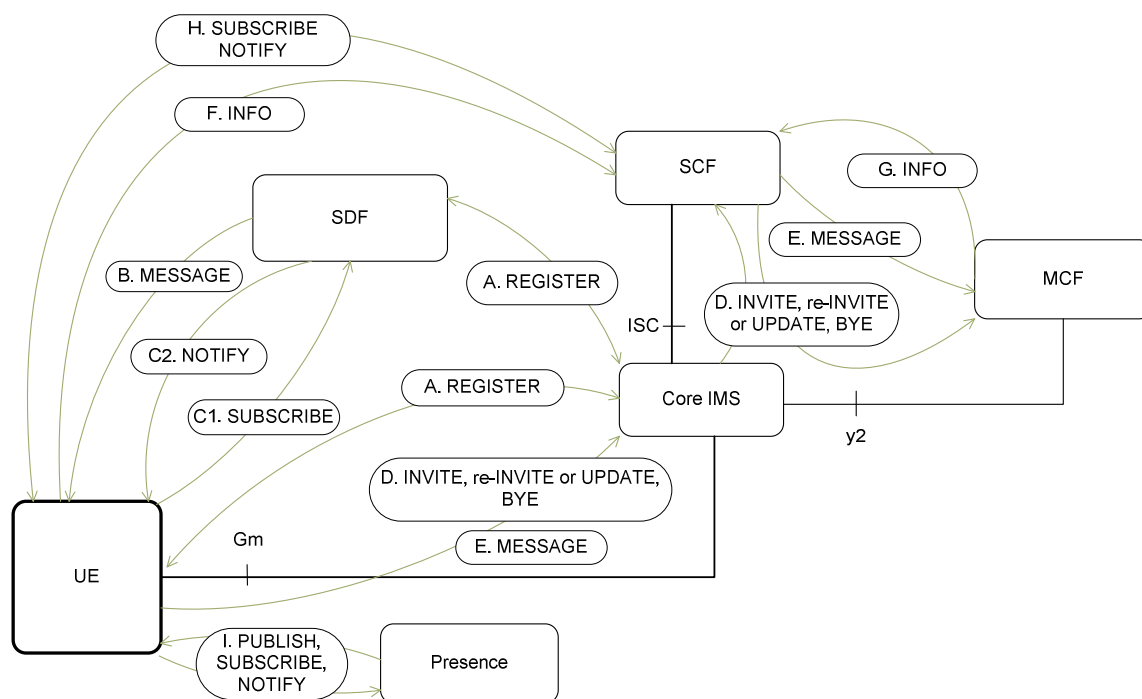 H. SUBSCRIBE
NOTIFY
F. INFO
SCF
G. INFO
SDF
E. MESSAGE
B. MESSAGE
A. REGISTER
MCF
D. INVITE, re-INVITE
or UPDATE, BYE
ISC
C2. NOTIFY
A. REGISTER
Core IMS
C1. SUBSCRIBE
y2
D. INVITE, re-INVITE or UPDATE,
BYE
Gm
E. MESSAGE
UE
I. PUBLISH,
SUBSCRIBE,
NOTIFY
Presence